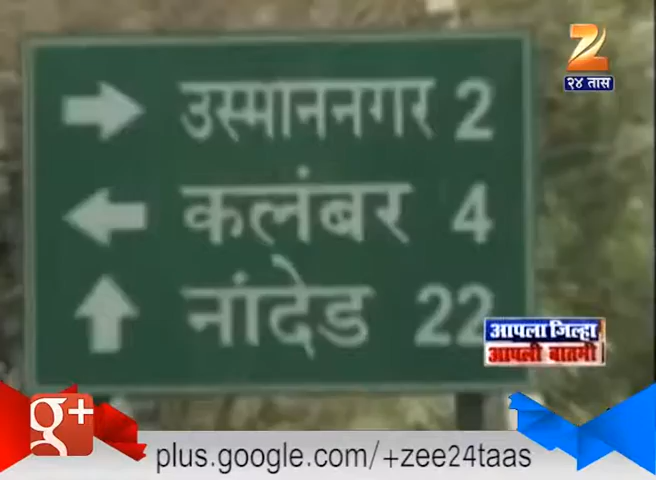 २४ तास
उस्माननगर 2
कलंबर 4
नांदेड 22
आपला जिल्हा
आपली बातमी
g+
plus.google.com/+zee24taas